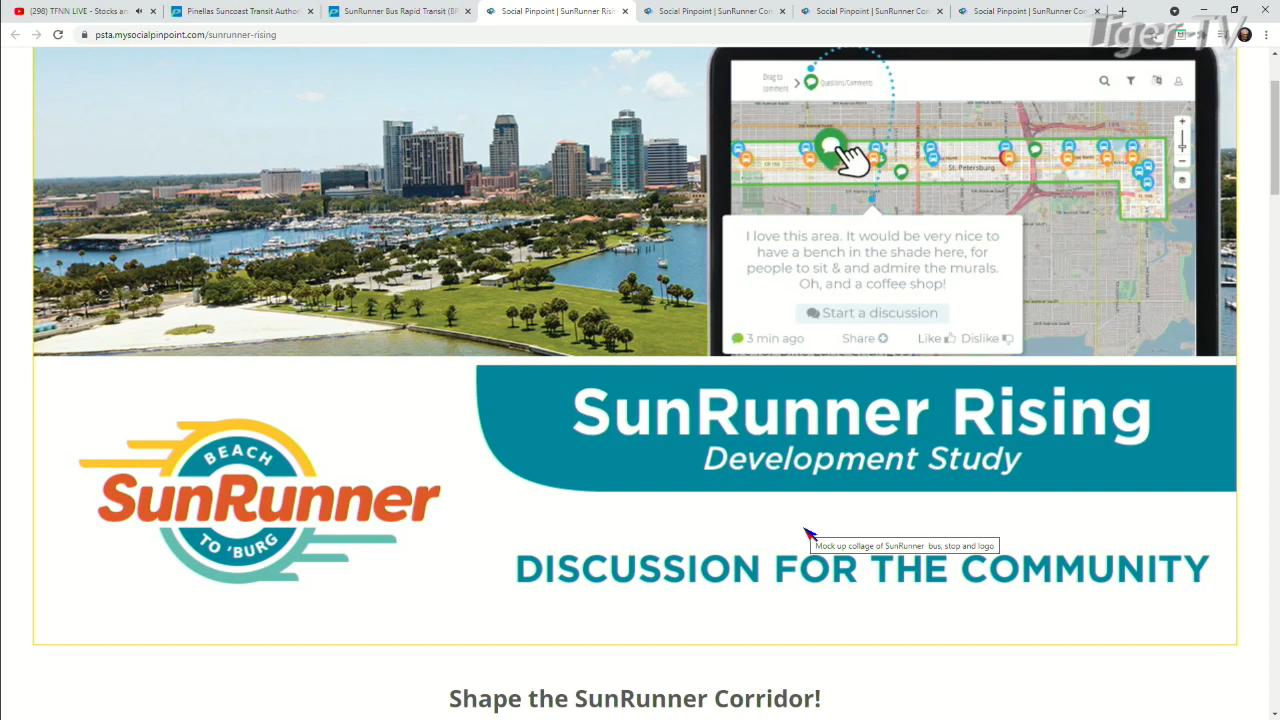 (298) TFNN LIVE - Stocks an
Pinellas Suncoast Transit Author
SunRunner Bus Rapid Transit (BR
Social Pinpoint | SunRunner Risi
Social Pinpoint | SunRunner Cor
Social Pinpoint | SunRunner Cor
Social Pinpoint | SunRunner Cor
Tiger TV
psta.mysocialpinpoint.com/sunrunner-rising
Drag to
comment
Questions/Comments
St. Petersburg
I love this area. It would be very nice to
have a bench in the shade here, for
people to sit & and admire the murals.
Oh, and a coffee shop!
Start a discussion
3 min ago Share Like Dislike
SunRunner Rising
Development Study
BEACH
SunRunner
TO 'BURG
Mock up collage of SunRunner bus, stop and logo
DISCUSSION FOR THE COMMUNITY
Shape the SunRunner Corridor!